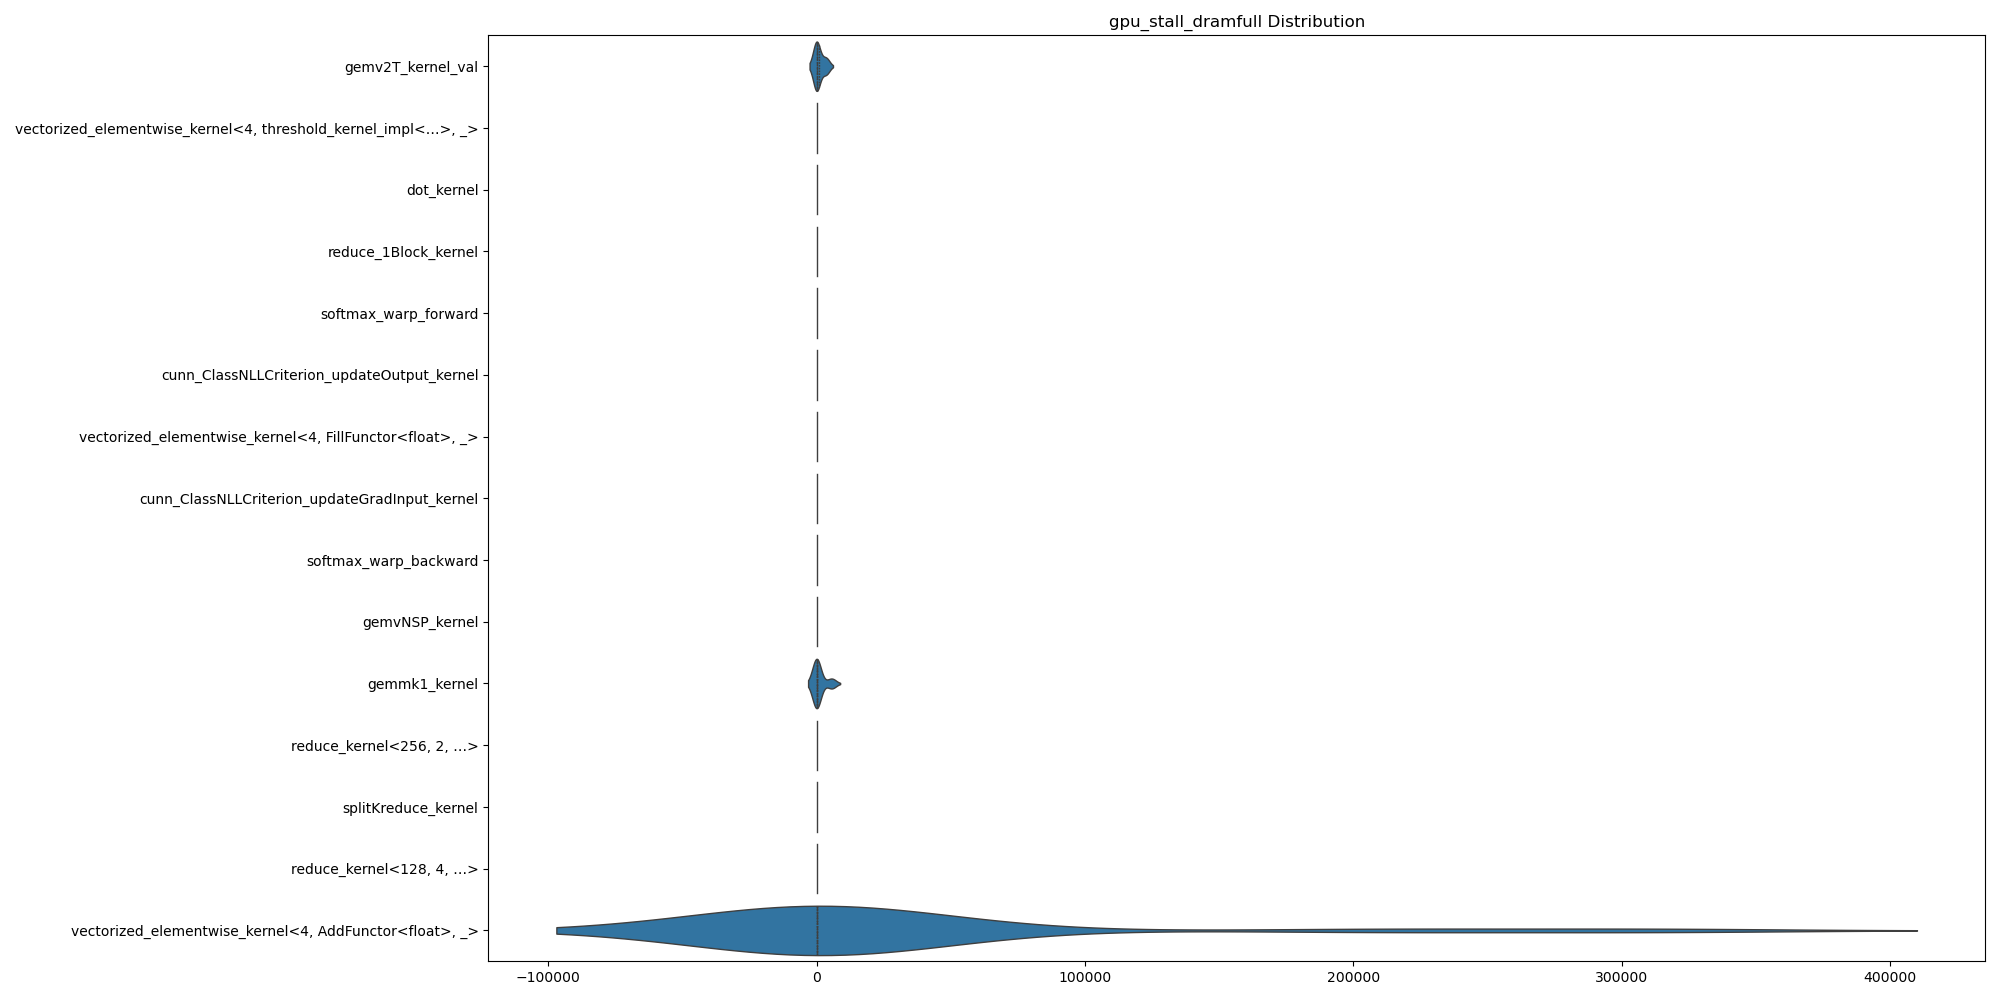 gpu_stall_dramfull Distribution
gemv2T_kernel_val
vectorized_elementwise_kernel<4, threshold_kernel_impl<...>, _>
dot_kernel
reduce_1Block_kernel
softmax_warp_forward
cunn_ClassNLLCriterion_updateOutput_kernel
vectorized_elementwise_kernel<4, FillFunctor<float>, _>
cunn_ClassNLLCriterion_updateGradInput_kernel
softmax_warp_backward
gemvNSP_kernel
gemmk1_kernel
reduce_kernel<256, 2, ...>
splitKreduce_kernel
reduce_kernel<128, 4, ...>
vectorized_elementwise_kernel<4, AddFunctor<float>, _>
−100000 0 100000 200000 300000 400000